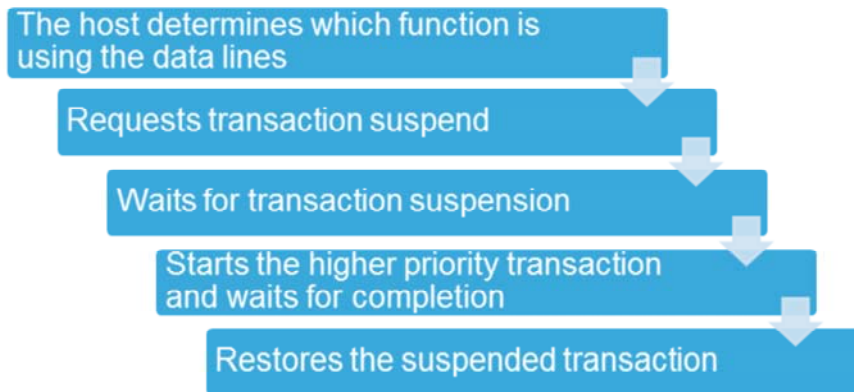 The host determines which function is
using the data lines
Requests transaction suspend
Waits for transaction suspension
Starts the higher priority transaction
and waits for completion
Restores the suspended transaction